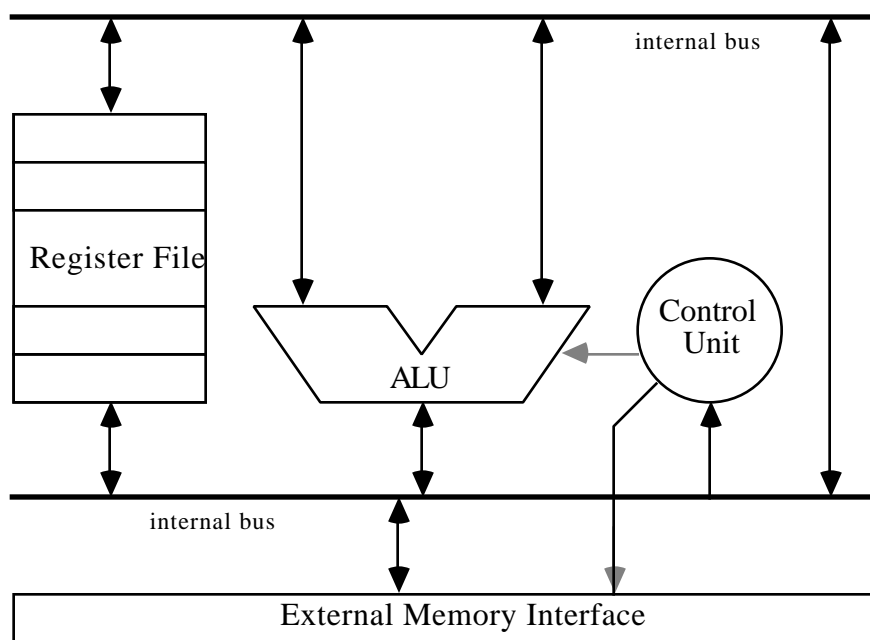 internal bus
Register File
Control
Unit
ALU
internal bus
External Memory Interface